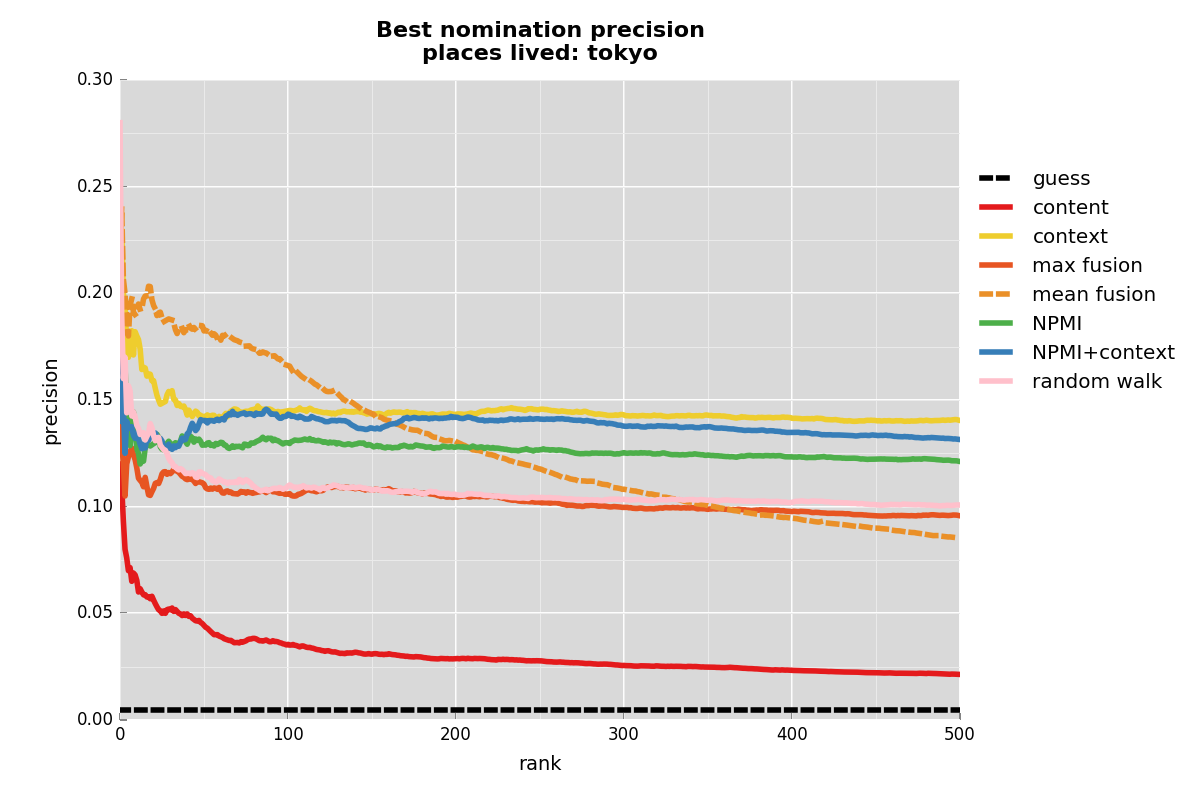 Best nomination precision
places lived: tokyo
precision
0.30
0.25
0.20
0.15
0.10
0.05
0.00
0
100
200
300
400
500
rank
guess
content
context
max fusion
mean fusion
NPMI
NPMI+context
random walk